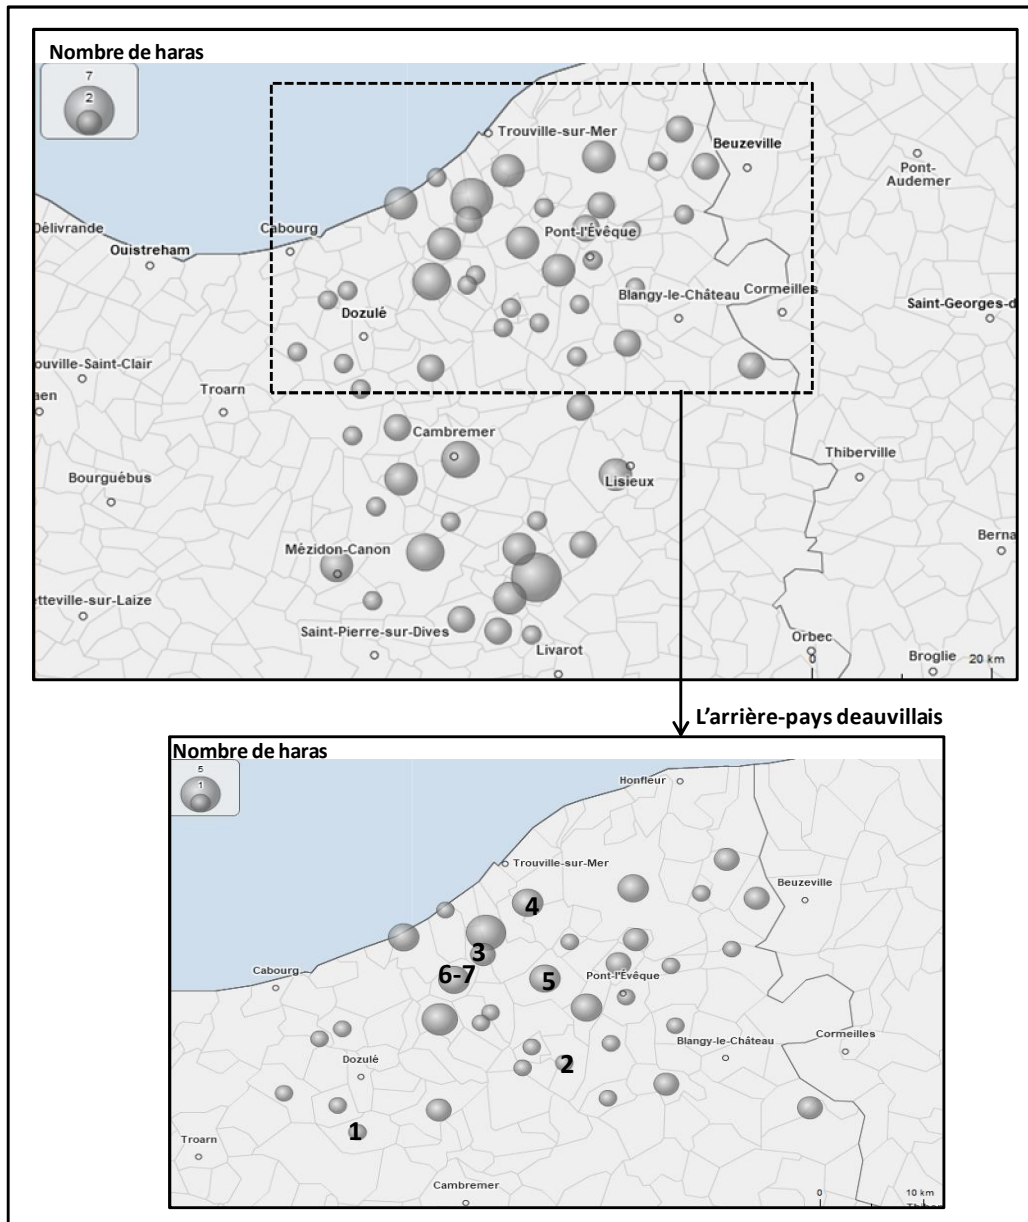 Nombre de haras
7
2
Trouville-sur-Mer
Beuzeville
Pont-
Audemer
Délivrande
Cabourg
Ouistreham
Pont-l'Évêque
Blangy-le-Château
Cormeilles
Saint-Georges-d
Dozulé
ouville-Saint-Clair
aen
Troarn
Cambremer
Thiberville
Bourguébus
Lisieux
Mézidon-Canon
Berna
etteville-sur-Laize
Saint-Pierre-sur-Dives
Livarot
Orbec
Broglie
0
20 km
L'arrière-pays deauvillais
Nombre de haras
5
1
Honfleur
Trouville-sur-Mer
Beuzeville
4
3
Cabourg
6-7
5
Pont-l'Évêque
Dozulé
2
Blangy-le-Château
Cormeilles
1
Troarn
Cambremer
0
10 km